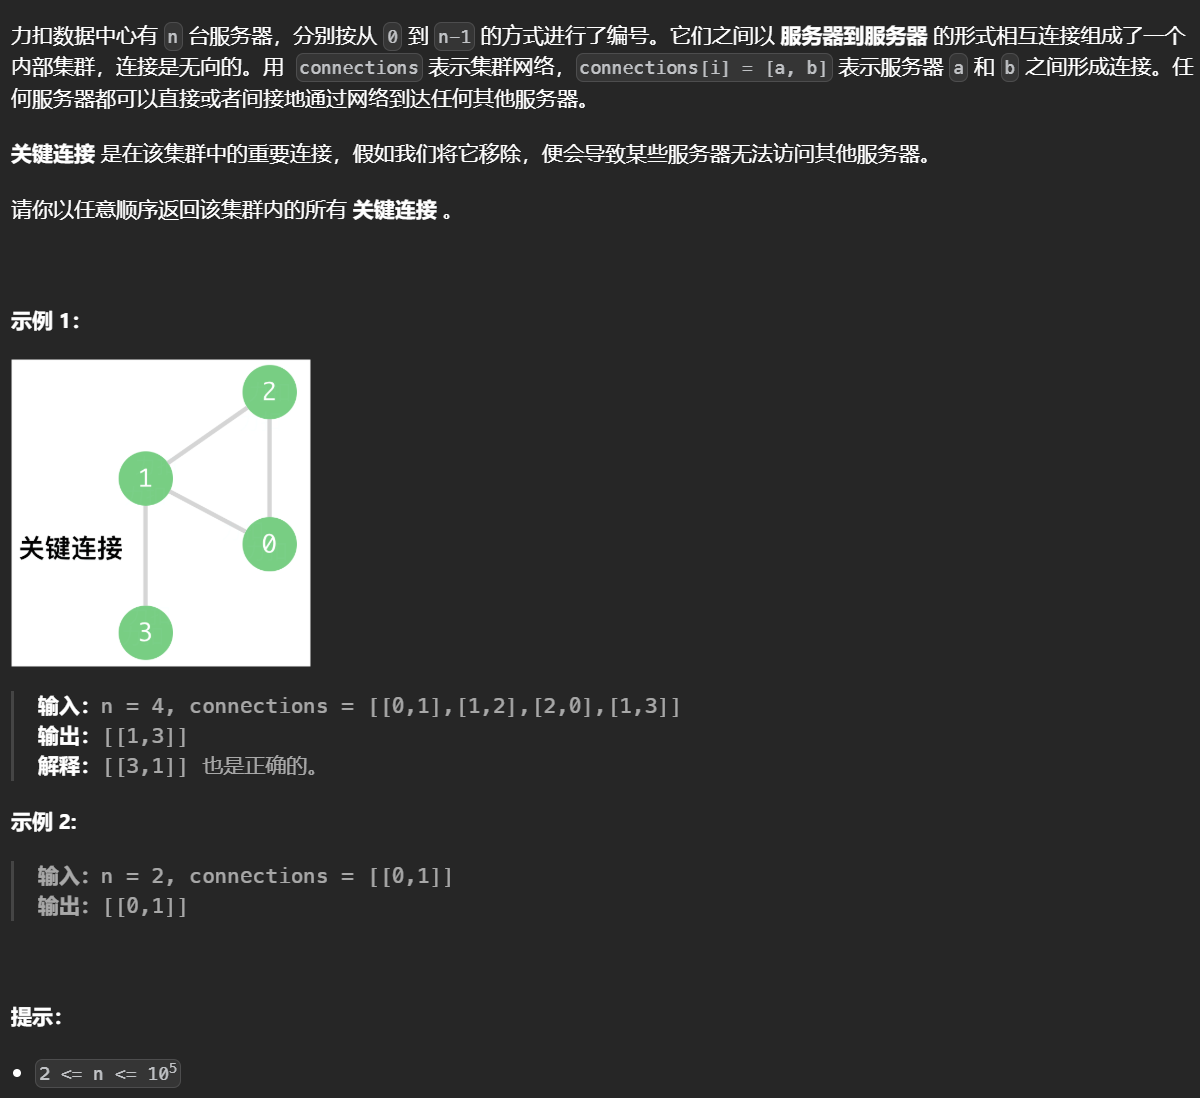 力扣数据中心有 n 台服务器，分别按从 0 到 n-1 的方式进行了编号。它们之间以 服务器到服务器 的形式相互连接组成了一个
内部集群，连接是无向的。用 connections 表示集群网络，connections[i] = [a, b] 表示服务器 a 和 b 之间形成连接。任
何服务器都可以直接或者间接地通过网络到达任何其他服务器。
关键连接 是在该集群中的重要连接，假如我们将它移除，便会导致某些服务器无法访问其他服务器。
请你以任意顺序返回该集群内的所有 关键连接 。
示例 1：
2
1
0
关键连接
3
输入：n = 4, connections = [[0,1],[1,2],[2,0],[1,3]]
输出：[[1,3]]
解释：[[3,1]] 也是正确的。
示例 2:
输入：n = 2, connections = [[0,1]]
输出：[[0,1]]
提示：
2 <= n <= 10⁵